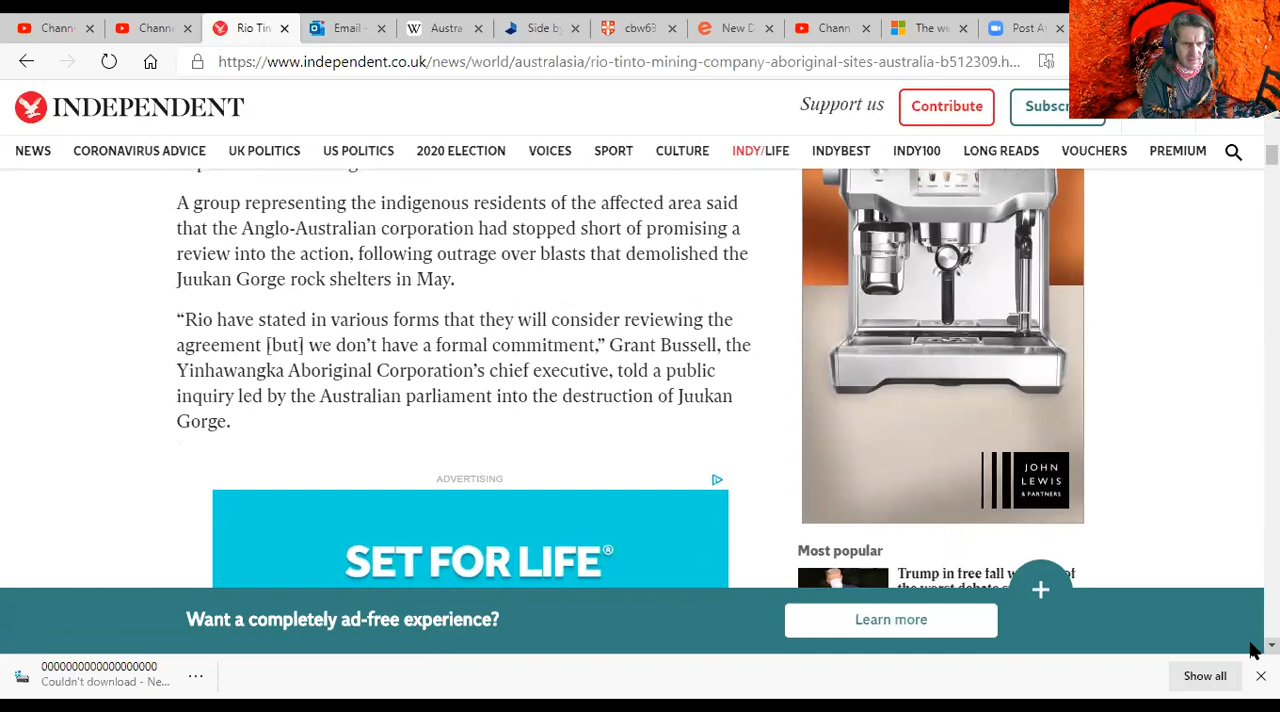 Chann
Chann
Rio Tin
Email -
Austra
Side by
cbw63
New D
Chann
The we
Post A
https://www.independent.co.uk/news/world/australasia/rio-tinto-mining-company-aboriginal-sites-australia-b512309.h...
INDEPENDENT
Support us
Contribute
Subsc
NEWS
CORONAVIRUS ADVICE
UK POLITICS
US POLITICS
2020 ELECTION
VOICES
SPORT
CULTURE
INDY/LIFE
INDYBEST
INDY100
LONG READS
VOUCHERS
PREMIUM
A group representing the indigenous residents of the affected area said
that the Anglo-Australian corporation had stopped short of promising a
review into the action, following outrage over blasts that demolished the
Juukan Gorge rock shelters in May.
“Rio have stated in various forms that they will consider reviewing the
agreement [but] we don’t have a formal commitment,” Grant Bussell, the
Yinhawangka Aboriginal Corporation’s chief executive, told a public
inquiry led by the Australian parliament into the destruction of Juukan
Gorge.
ADVERTISING
SET FOR LIFE®
JOHN
LEWIS
& PARTNERS
Most popular
Trump in free fall of
the worst debate
Want a completely ad-free experience?
Learn more
0000000000000000000
Couldn't download - Ne...
Show all